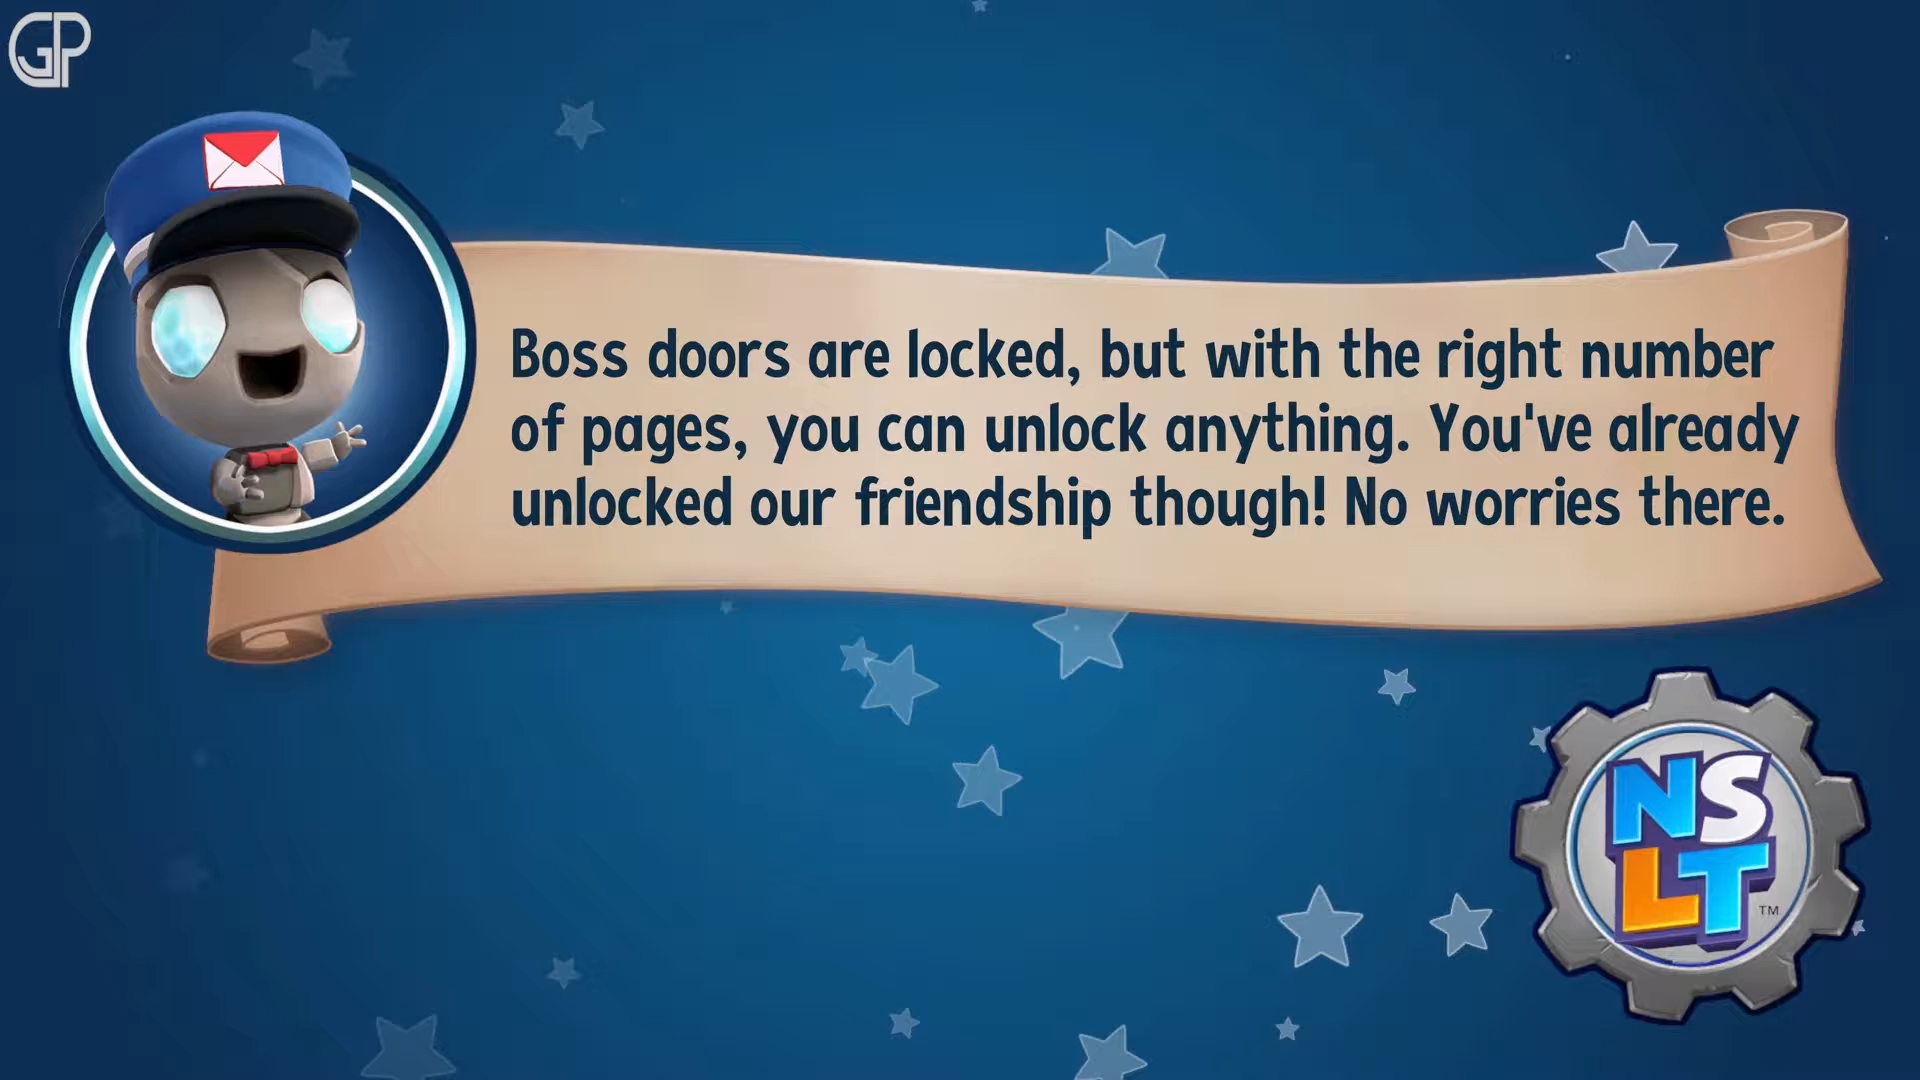 GP
Boss doors are locked, but with the right number
of pages, you can unlock anything. You've already
unlocked our friendship though! No worries there.
NS
LT
TM